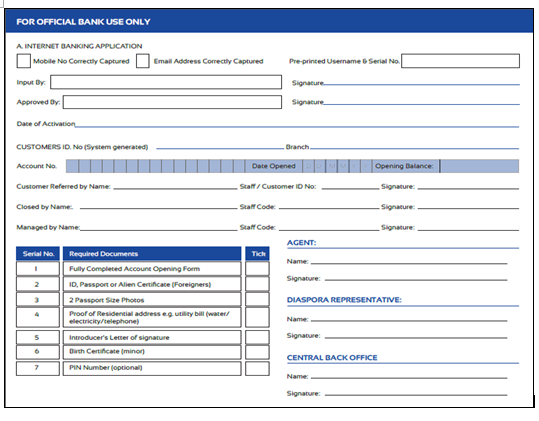 FOR OFFICIAL BANK USE ONLY
A. INTERNET BANKING APPLICATION
Mobile No Correctly Captured Email Address Correctly Captured Pre-printed Username & Serial No.
Input By: Signature
Approved By: Signature
Date of Activation
CUSTOMERS ID. No (System generated) Branch
Account No. Date Opened Opening Balance:
Customer Referred by Name: Staff / Customer ID No: Signature:
Closed by Name: Staff Code: Signature:
Managed by Name: Staff Code: Signature:
Serial No. Required Documents Tick
1 Fully Completed Account Opening Form
2 ID, Passport or Alien Certificate (Foreigners)
3 2 Passport Size Photos
4 Proof of Residential address e.g. utility bill (water/
electricity/telephone)
5 Introducer's Letter of signature
6 Birth Certificate (minor)
7 PIN Number (optional)
AGENT:
Name:
Signature:
DIASPORA REPRESENTATIVE:
Name:
Signature:
CENTRAL BACK OFFICE
Name:
Signature: